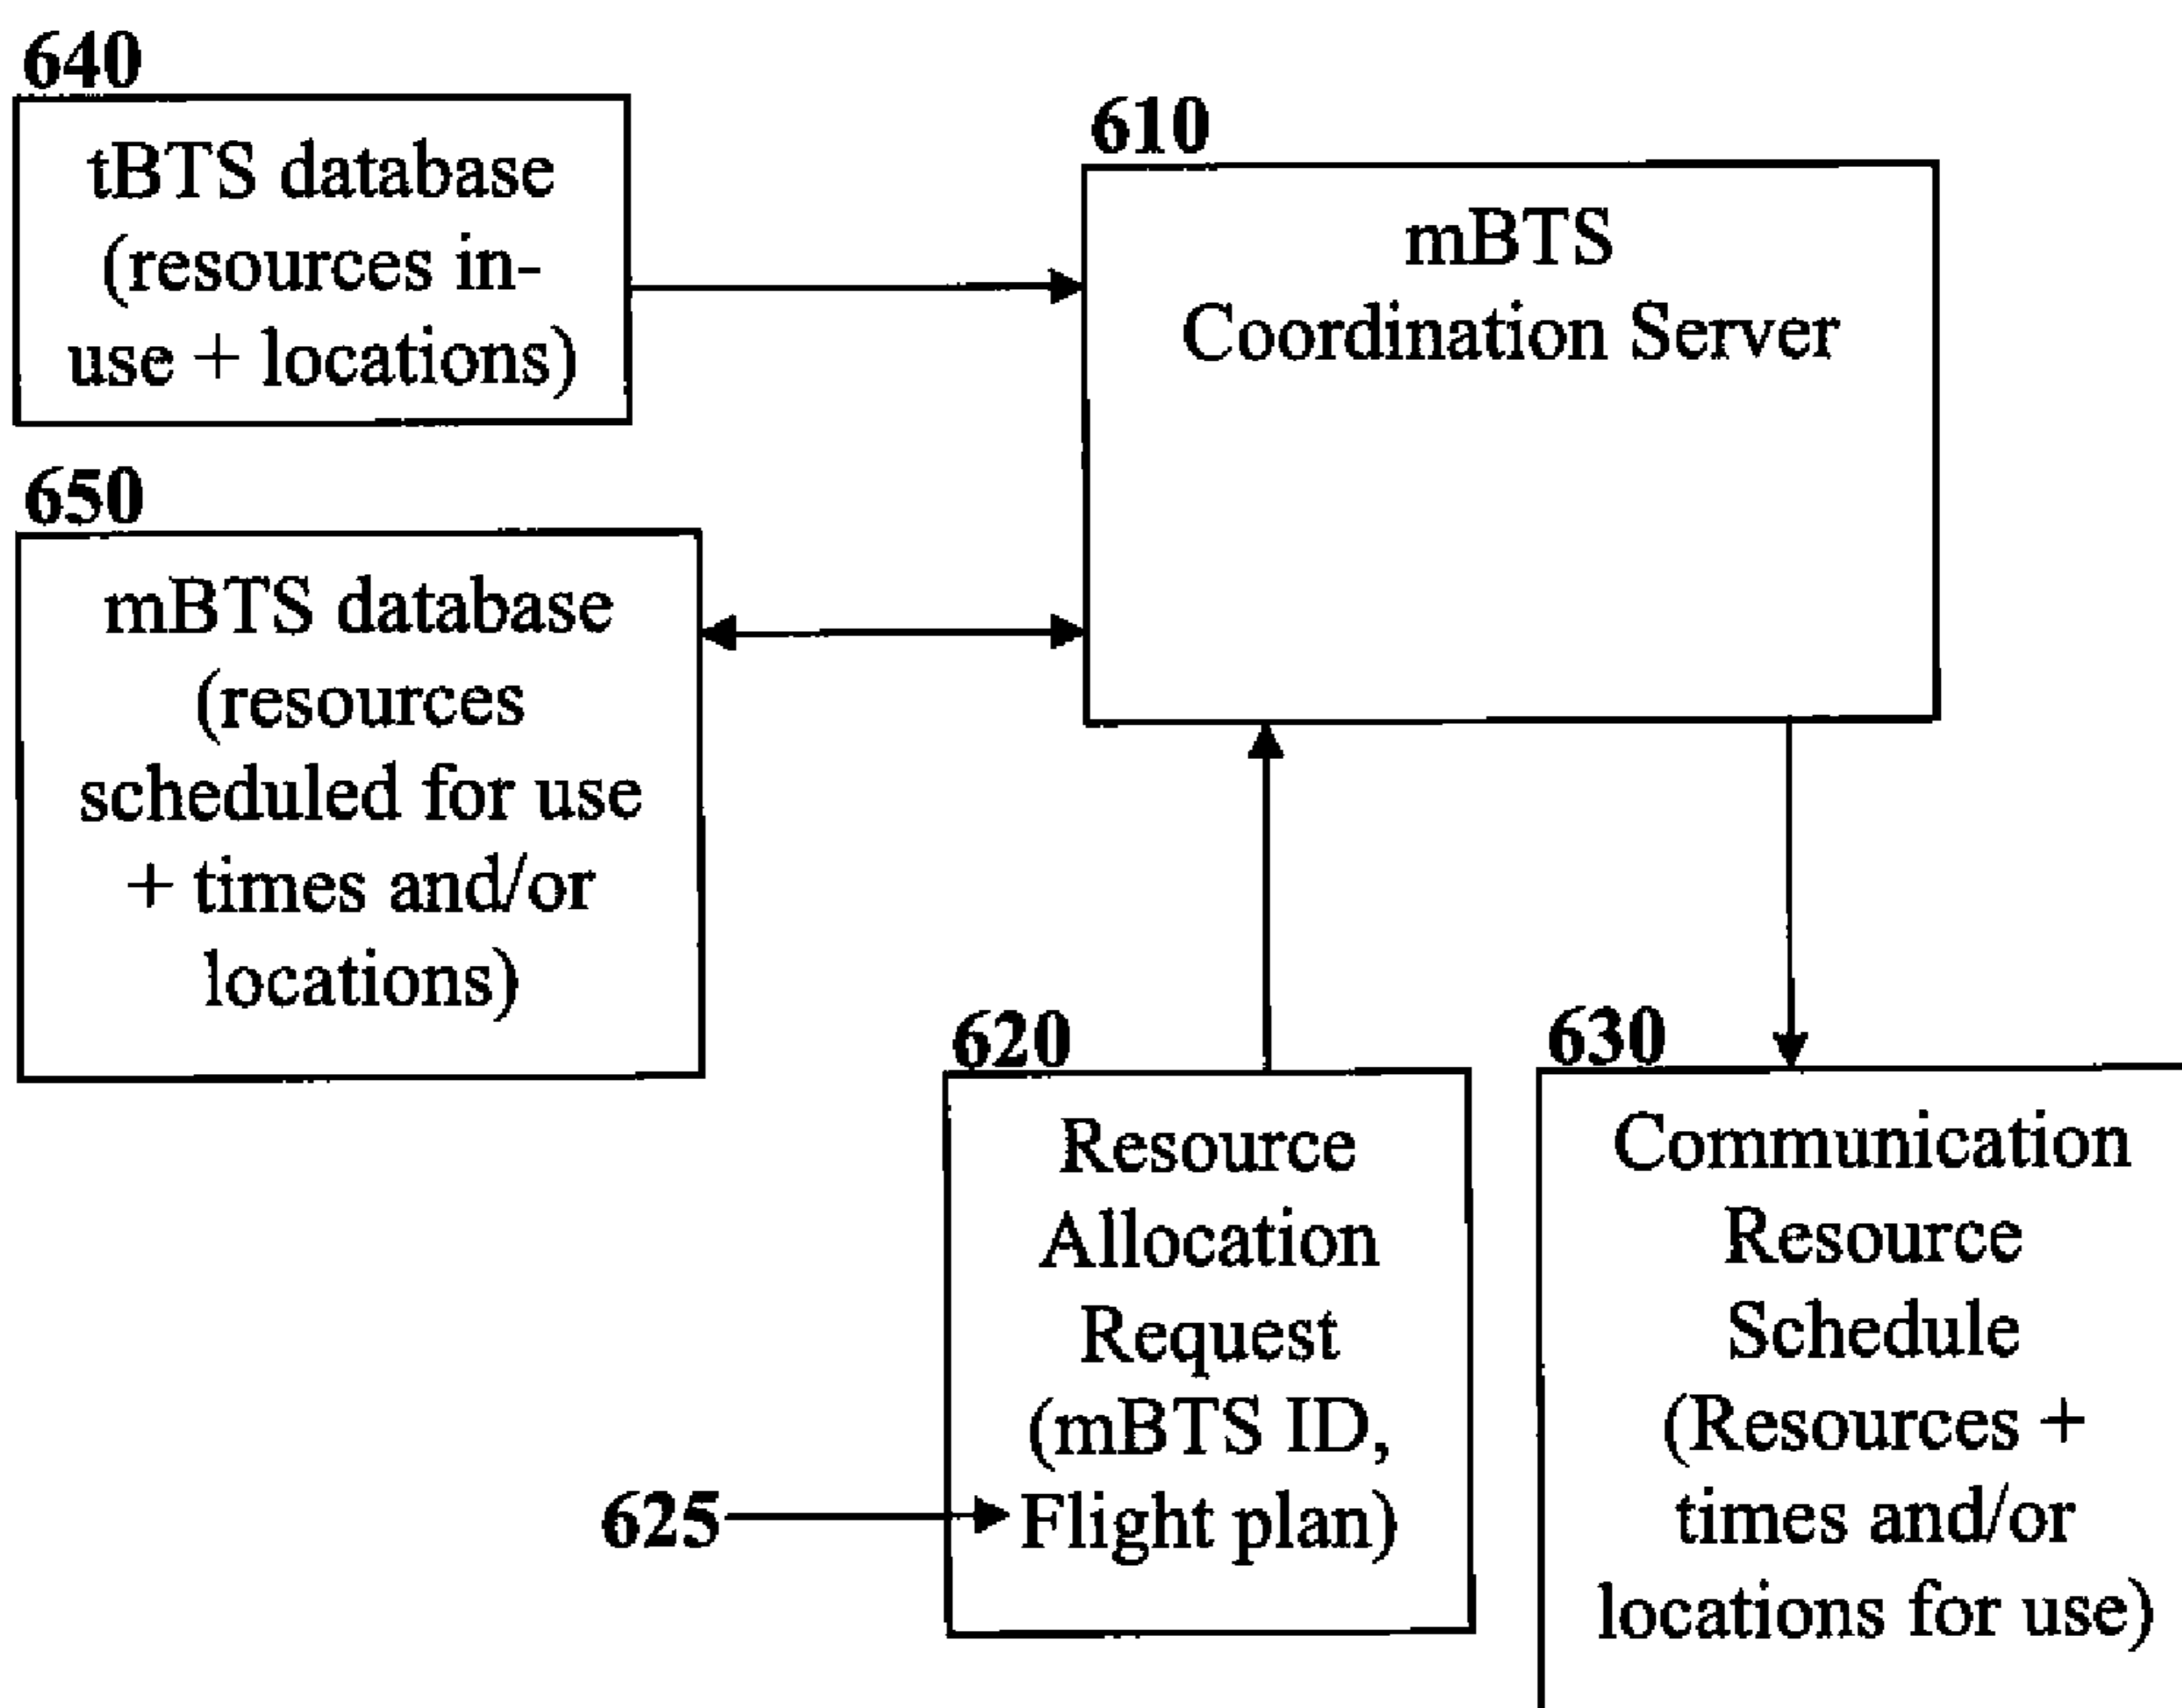 640
tBTS database
(resources in-
use + locations)
610
mBTS
Coordination Server
650
mBTS database
(resources
scheduled for use
+ times and/or
locations)
620
Resource
Allocation
Request
(mBTS ID,
Flight plan)
625
630
Communication
Resource
Schedule
(Resources +
times and/or
locations for use)